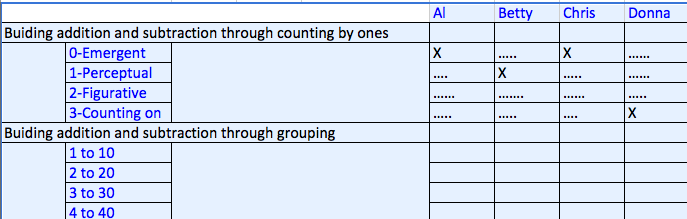 Al Betty Chris Donna
Buiding addition and subtraction through counting by ones
0-Emergent X ..... X ......
1-Perceptual .... X ..... ......
2-Figurative ...... ....... ...... .....
3-Counting on ..... ..... .... X
Buiding addition and subtraction through grouping
1 to 10
2 to 20
3 to 30
4 to 40